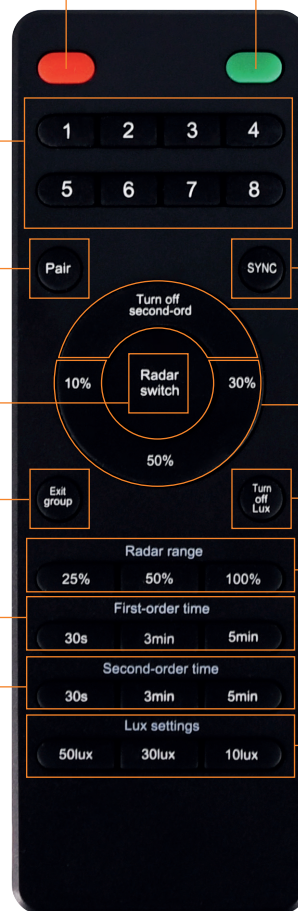 1 2 3 4
5 6 7 8
Pair
SYNC
Turn off
second-ord
10%
Radar
switch
30%
50%
Exit
group
Turn
off
Lux
Radar range
25% 50% 100%
First-order time
30s 3min 5min
Second-order time
30s 3min 5min
Lux settings
50lux 30lux 10lux